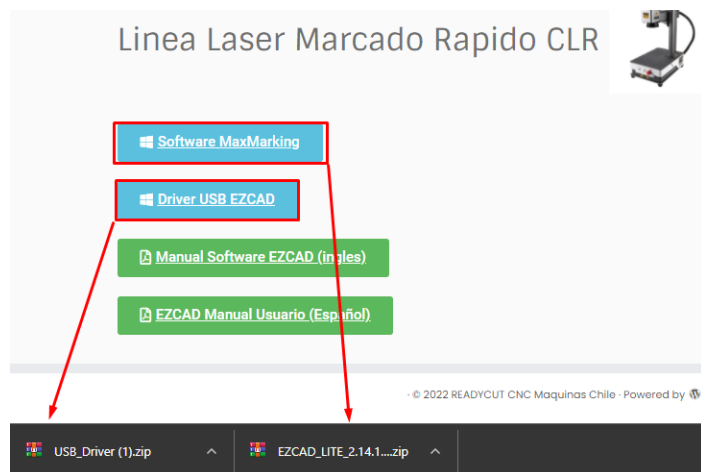 Linea Laser Marcado Rapido CLR
Software MaxMarking
Driver USB EZCAD
Manual Software EZCAD (ingles)
EZCAD Manual Usuario (Español)
· © 2022 READYCUT CNC Maquinas Chile · Powered by
USB_Driver (1).zip
EZCAD_LITE_2.14.1....zip